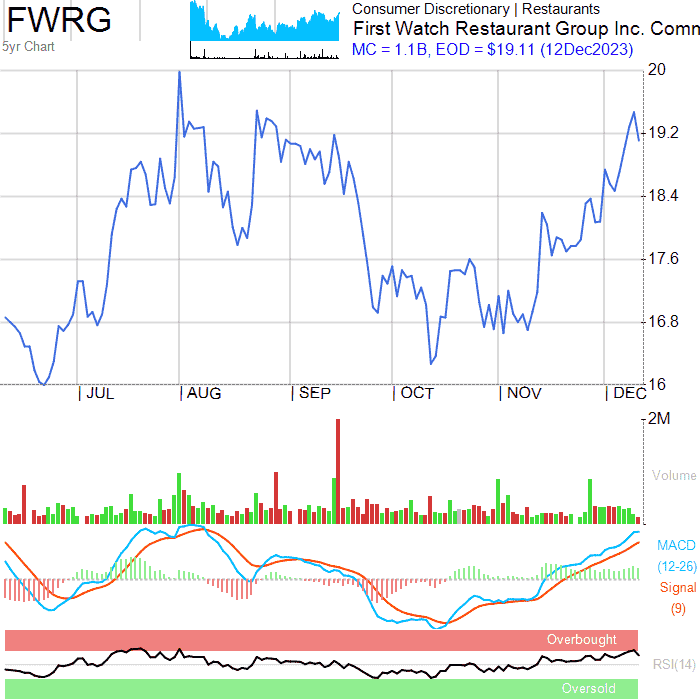 FWRG
5yr Chart
Consumer Discretionary | Restaurants
First Watch Restaurant Group Inc. Comn
MC = 1.1B, EOD = $19.11 (12Dec2023)
20
19.2
18.4
17.6
16.8
16
| JUL | AUG | SEP | OCT | NOV | DEC
2M
Volume
MACD
(12-26)
Signal
(9)
Overbought
RSI(14)
Oversold